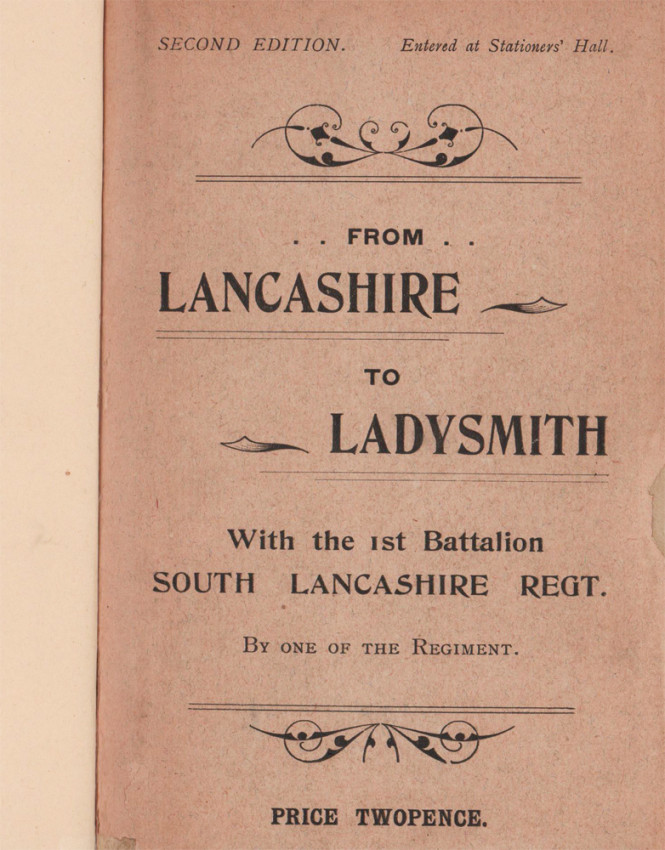 SECOND EDITION. Entered at Stationers' Hall.
. . FROM . .
LANCASHIRE
TO
LADYSMITH
With the 1st Battalion
SOUTH LANCASHIRE REGT.
BY ONE OF THE REGIMENT.
PRICE TWOPENCE.